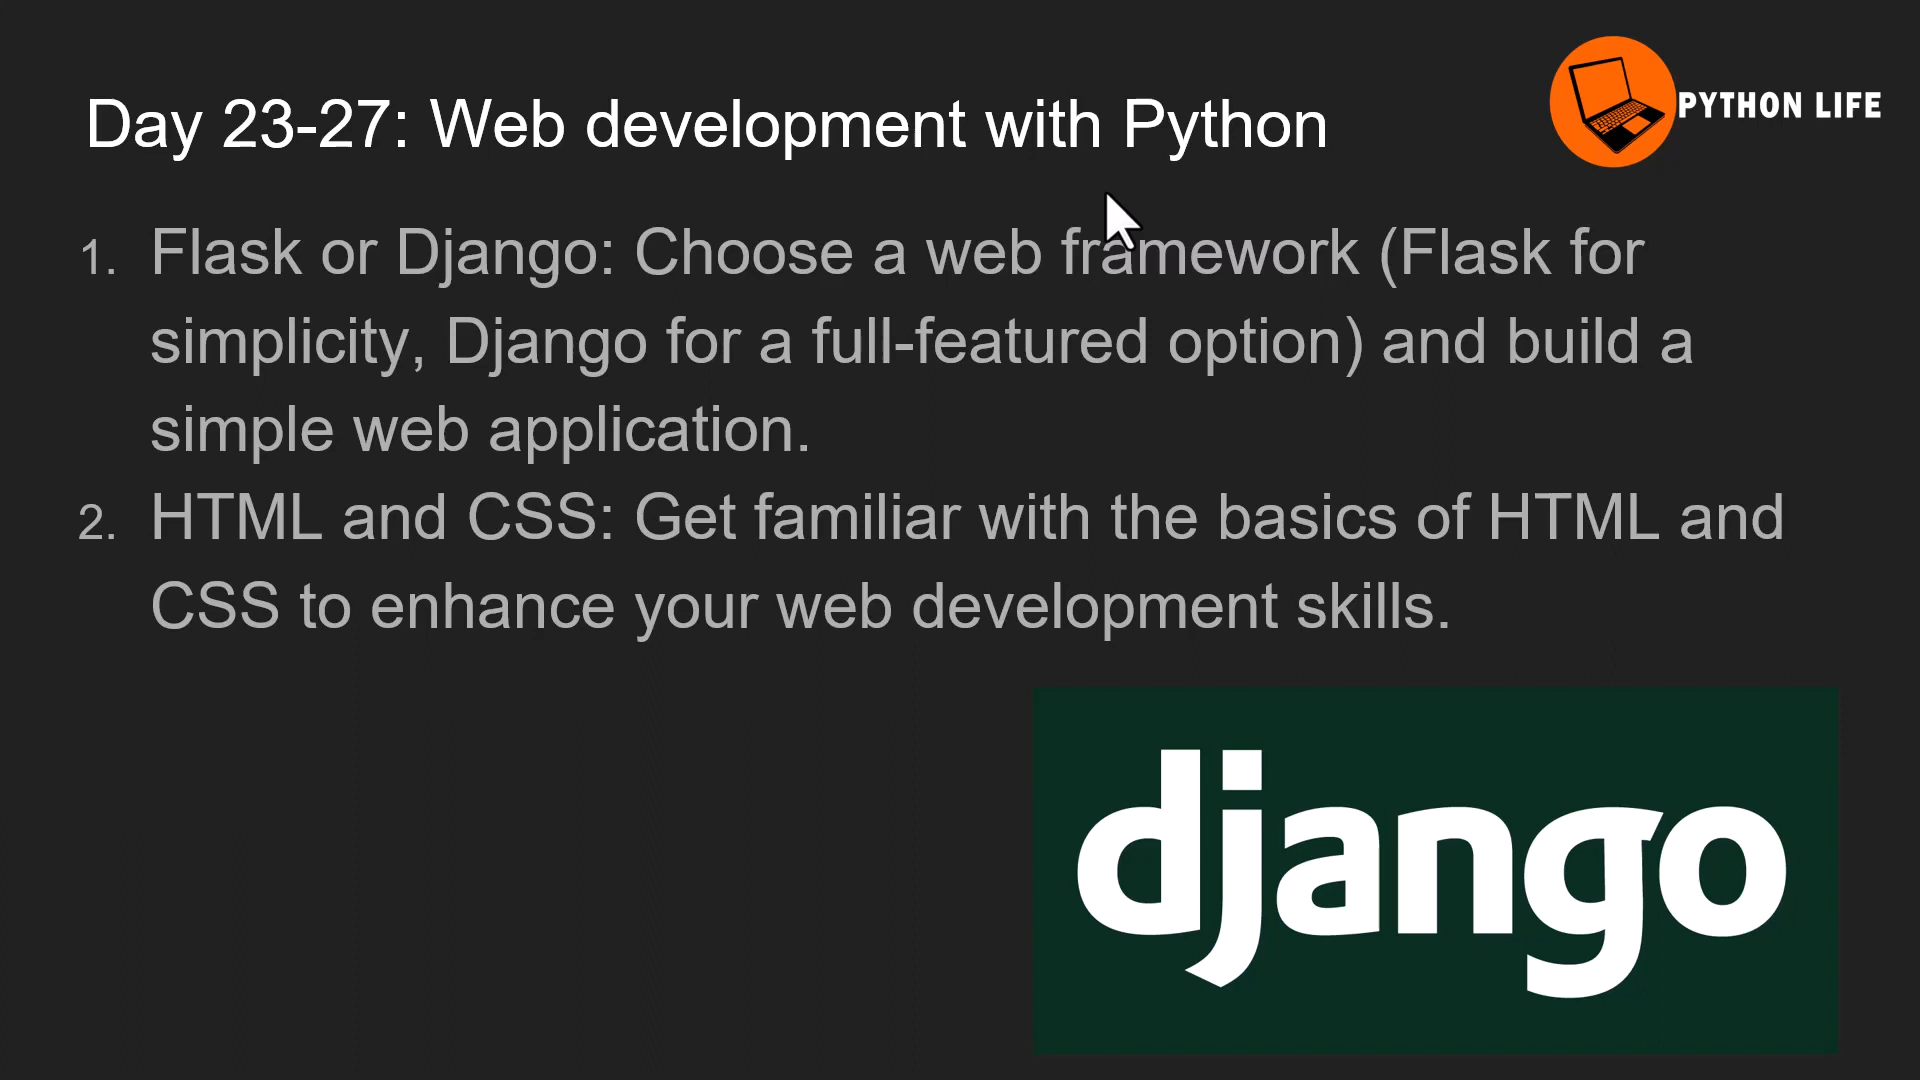 Day 23-27: Web development with Python
PYTHON LIFE
1. Flask or Django: Choose a web framework (Flask for
simplicity, Django for a full-featured option) and build a
simple web application.
2. HTML and CSS: Get familiar with the basics of HTML and
CSS to enhance your web development skills.
django